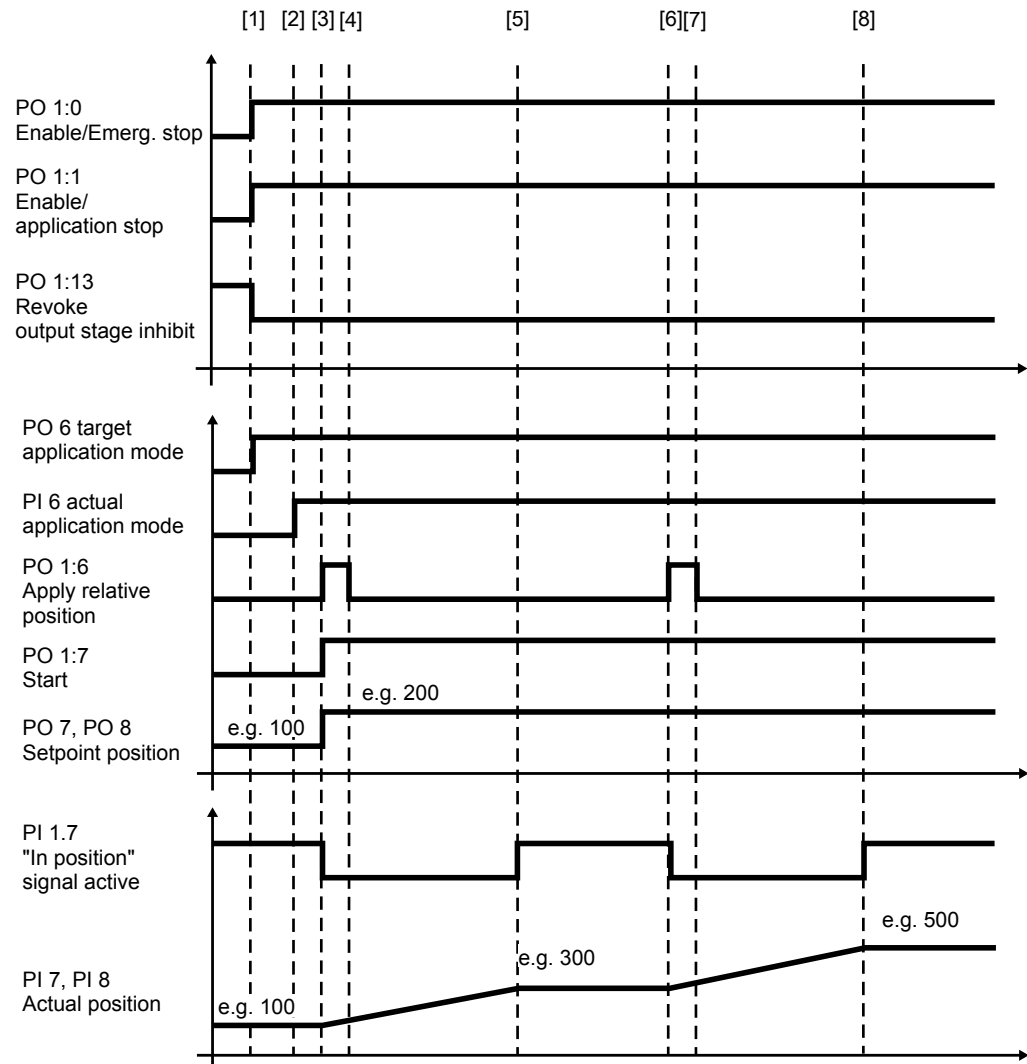 [1] [2] [3] [4] [5] [6] [7] [8]
PO 1:0
Enable/Emerg. stop
PO 1:1
Enable/
application stop
PO 1:13
Revoke
output stage inhibit
PO 6 target
application mode
PI 6 actual
application mode
PO 1:6
Apply relative
position
PO 1:7
Start
e.g. 200
PO 7, PO 8
e.g. 100
Setpoint position
PI 1.7
"In position"
signal active
e.g. 500
e.g. 300
PI 7, PI 8
Actual position
e.g. 100